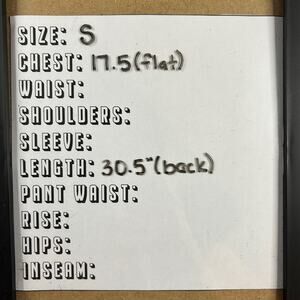 SIZE: S
CHEST: 17.5(flat)
WAIST:
SHOULDERS:
SLEEVE:
LENGTH: 30.5"(back)
PANT WAIST:
RISE:
HIPS:
INSEAM: